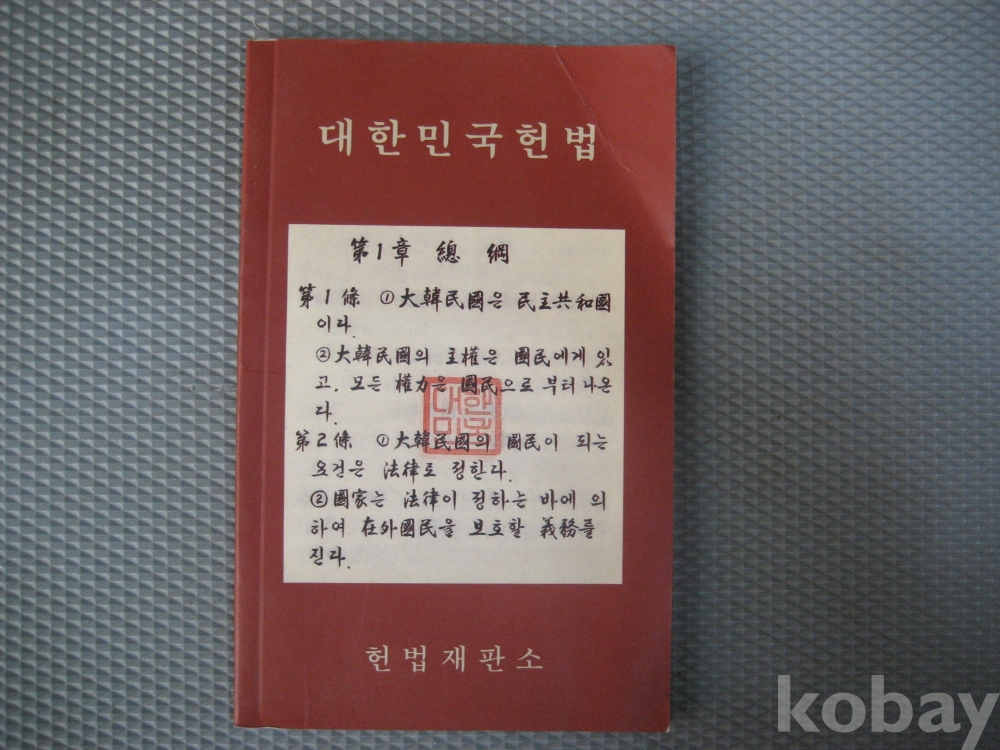 대한민국헌법
第1章 總綱
第1條 ①大韓民國은 民主共和國
이다.
②大韓民國의 主權은 國民에게 있
고, 모든 權力은 國民으로부터 나온
다.
대한
민국
第2條 ①大韓民國의 國民이 되는
요건은 法律로 정한다.
②國家는 法律이 정하는 바에 의
하여 在外國民을 보호할 義務를
진다.
헌법재판소
kobay